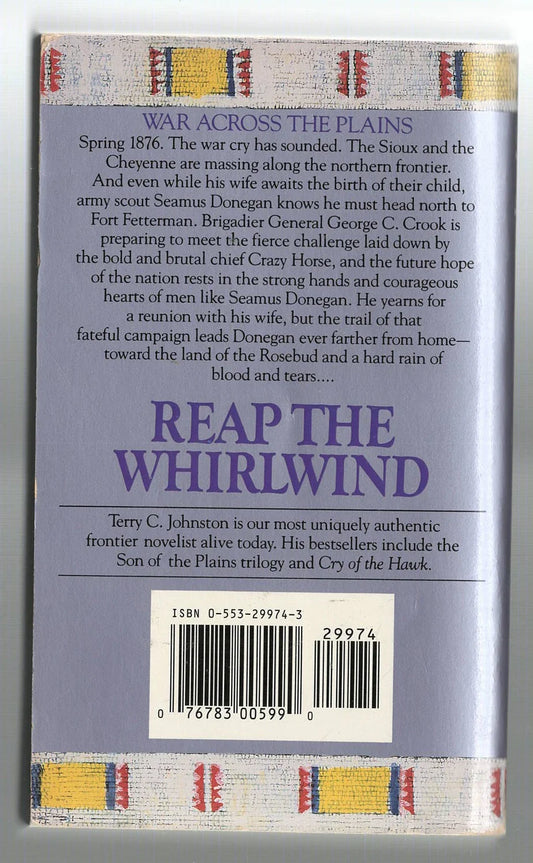 WAR ACROSS THE PLAINS
Spring 1876. The war cry has sounded. The Sioux and the
Cheyenne are massing along the northern frontier.
And even while his wife awaits the birth of their child,
army scout Seamus Donegan knows he must head north to
Fort Fetterman. Brigadier General George C. Crook is
preparing to meet the fierce challenge laid down by
the bold and brutal chief Crazy Horse, and the future hope
of the nation rests in the strong hands and courageous
hearts of men like Seamus Donegan. He yearns for
a reunion with his wife, but the trail of that
fateful campaign leads Donegan ever farther from home—
toward the land of the Rosebud and a hard rain of
blood and tears....
REAP THE
WHIRLWIND
Terry C. Johnston is our most uniquely authentic
frontier novelist alive today. His bestsellers include the
Son of the Plains trilogy and Cry of the Hawk.
ISBN 0-553-29974-3
29974
0 76783 00599 0